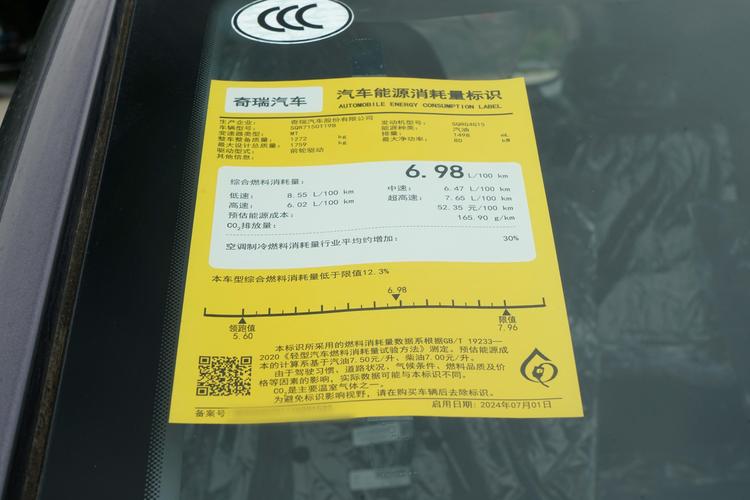 CCC
奇瑞汽车 汽车能源消耗量标识
AUTOMOBILE ENERGY CONSUMPTION LABEL
生产企业: 奇瑞汽车股份有限公司
车辆型号: SQR7150T19B 发动机型号: SQRG4G15
变速器类型: MT 能源种类: 汽油
整车整备质量: 1272 kg 排量: 1498 mL
最大设计总质量: 1759 kg 最大净功率: 80 kW
驱动型式: 前轮驱动
其他信息:
综合燃料消耗量: 6.98 L/100 km
低速: 8.55 L/100 km 中速: 6.47 L/100 km
高速: 6.02 L/100 km 超高速: 7.65 L/100 km
预估能源成本: 52.35 元/100 km
CO₂排放量: 165.90 g/km
空调制冷燃料消耗量行业平均约增加: 30%
本车型综合燃料消耗量低于限值12.3%
6.98
领跑值 限值
5.60 7.96
本标识所采用的燃料消耗量数据系根据GB/T 19233—
2020《轻型汽车燃料消耗量试验方法》测定。预估能源成
本的计算系基于汽油7.50元/升、柴油7.00元/升。
由于驾驶习惯、道路状况、气候条件、燃料品质及价
格等因素的影响,实际数据可能与本标识不同。
CO₂是主要温室气体之一。
为避免标识影响视野,请在购买车辆后去除标识。
备案号 启用日期: 2024年07月01日